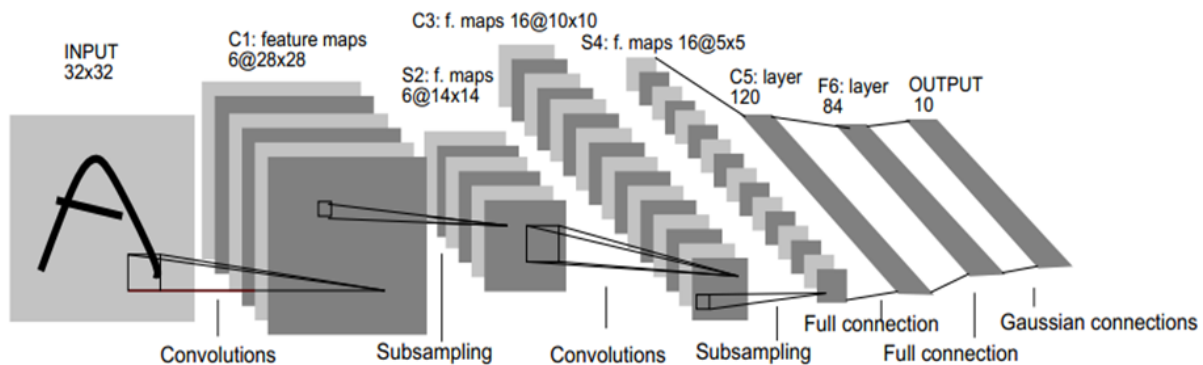 INPUT
32x32
C1: feature maps
6@28x28
S2: f. maps
6@14x14
C3: f. maps 16@10x10
S4: f. maps 16@5x5
C5: layer
120
F6: layer
84
OUTPUT
10
A
Convolutions
Subsampling
Convolutions
Subsampling
Full connection
Full connection
Gaussian connections